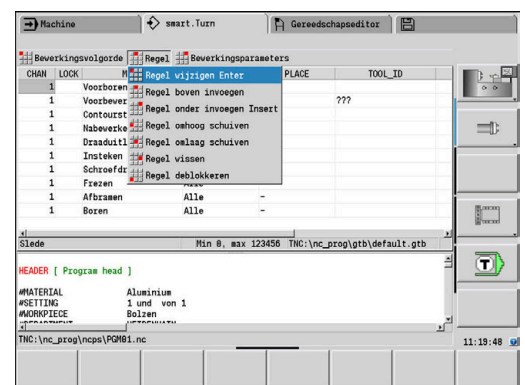 Machine
smart.Turn
Gereedschapseditor
Bewerkingsvolgorde Regel Bewerkingsparameters
CHAN LOCK M PLACE TOOL_ID
Regel wijzigen Enter
Regel boven invoegen
Regel onder invoegen Insert
Regel omhoog schuiven
Regel omlaag schuiven
Regel wissen
Regel deblokkeren
1 Voorboren
1 Voorbever ???
1 Contourst
1 Nabewerke
1 Draaduitl
1 Insteken
1 Schroefdr
1 Frezen Alle
1 Afbramen Alle –
1 Boren Alle –
Slede Min 0, max 123456 TNC:\nc_prog\gtb\default.gtb
HEADER [ Program head ]
#MATERIAL Aluminium
#SETTING 1 und von 1
#WORKPIECE Bolzen
TNC:\nc_prog\ncps\PGM01.nc
T
11:19:48